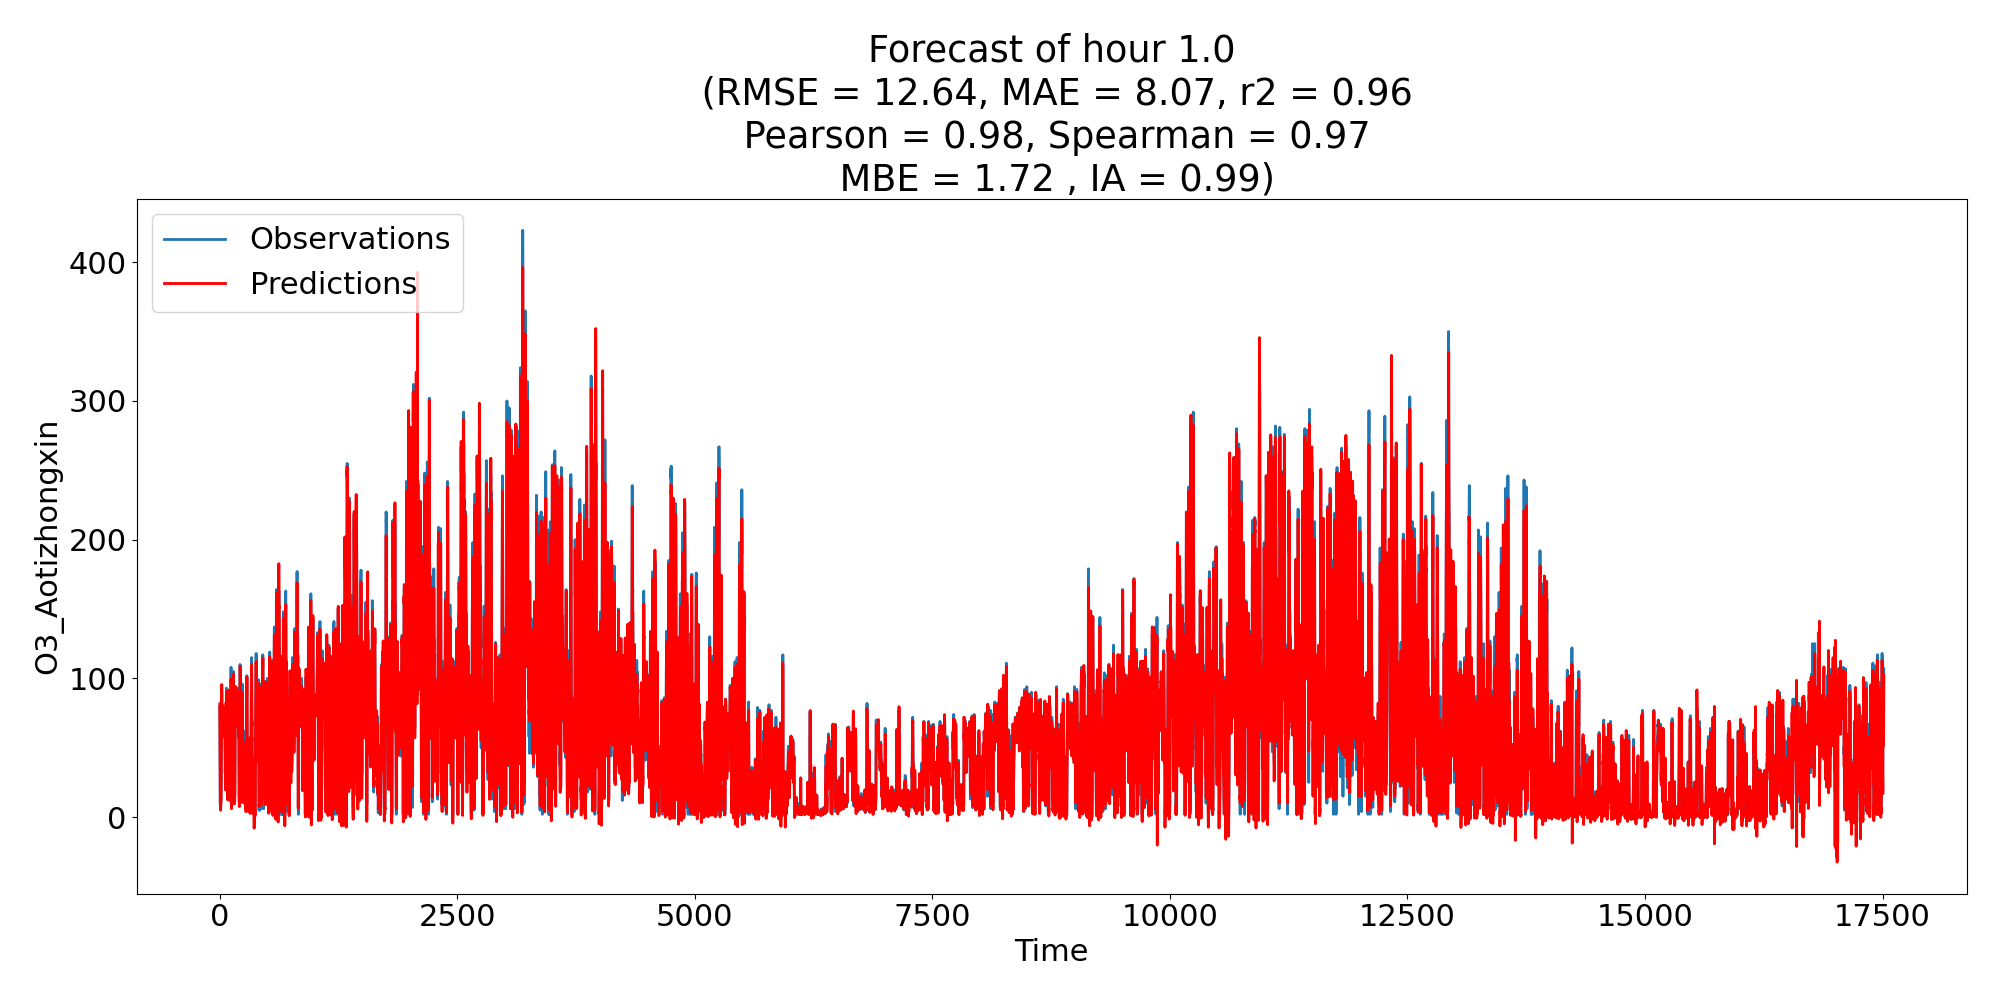 Forecast of hour 1.0
(RMSE = 12.64, MAE = 8.07, r2 = 0.96
Pearson = 0.98, Spearman = 0.97
MBE = 1.72 , IA = 0.99)
Observations
Predictions
400
300
200
100
0
O3_Aotizhongxin
0 2500 5000 7500 10000 12500 15000 17500
Time